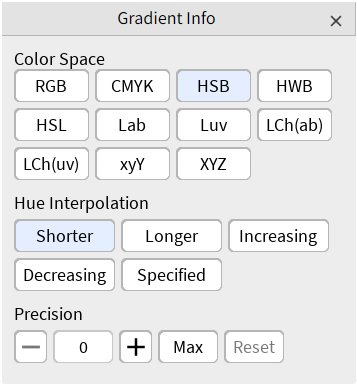 Gradient Info ×
Color Space
RGB CMYK HSB HWB
HSL Lab Luv LCh(ab)
LCh(uv) xyY XYZ
Hue Interpolation
Shorter Longer Increasing
Decreasing Specified
Precision
− 0 + Max Reset